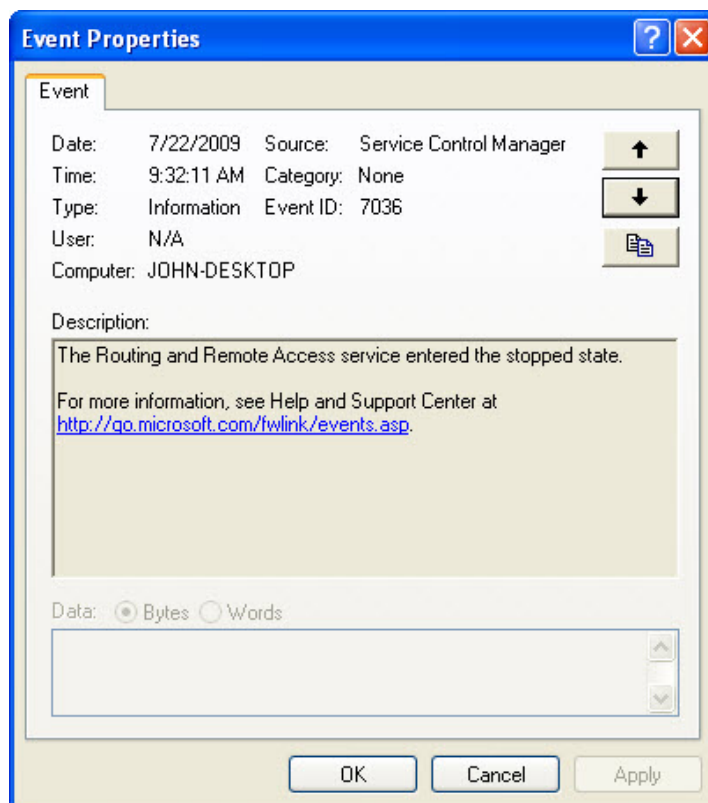 Event Properties
Event
Date: 7/22/2009 Source: Service Control Manager
Time: 9:32:11 AM Category: None
Type: Information Event ID: 7036
User: N/A
Computer: JOHN-DESKTOP
Description:
The Routing and Remote Access service entered the stopped state.
For more information, see Help and Support Center at
http://go.microsoft.com/fwlink/events.asp.
Data: Bytes Words
OK Cancel Apply